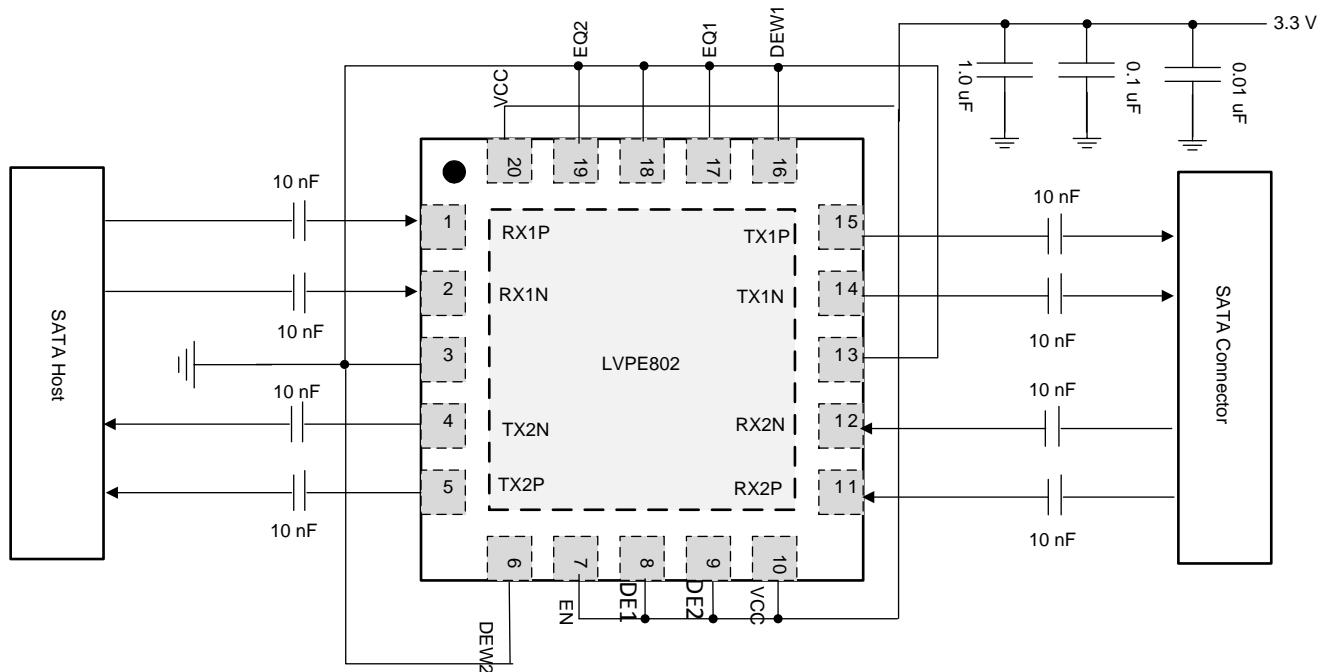 3.3 V
1.0 uF
0.1 uF
0.01 uF
EQ2
EQ1
DEW1
VCC
20
19
18
17
16
SATA Host
10 nF
10 nF
10 nF
10 nF
1
2
3
4
5
RX1P
RX1N
TX2N
TX2P
LVPE802
TX1P
TX1N
RX2N
RX2P
15
14
13
12
11
10 nF
10 nF
10 nF
10 nF
SATA Connector
6
7
8
9
10
DEW2
EN
DE1
DE2
VCC